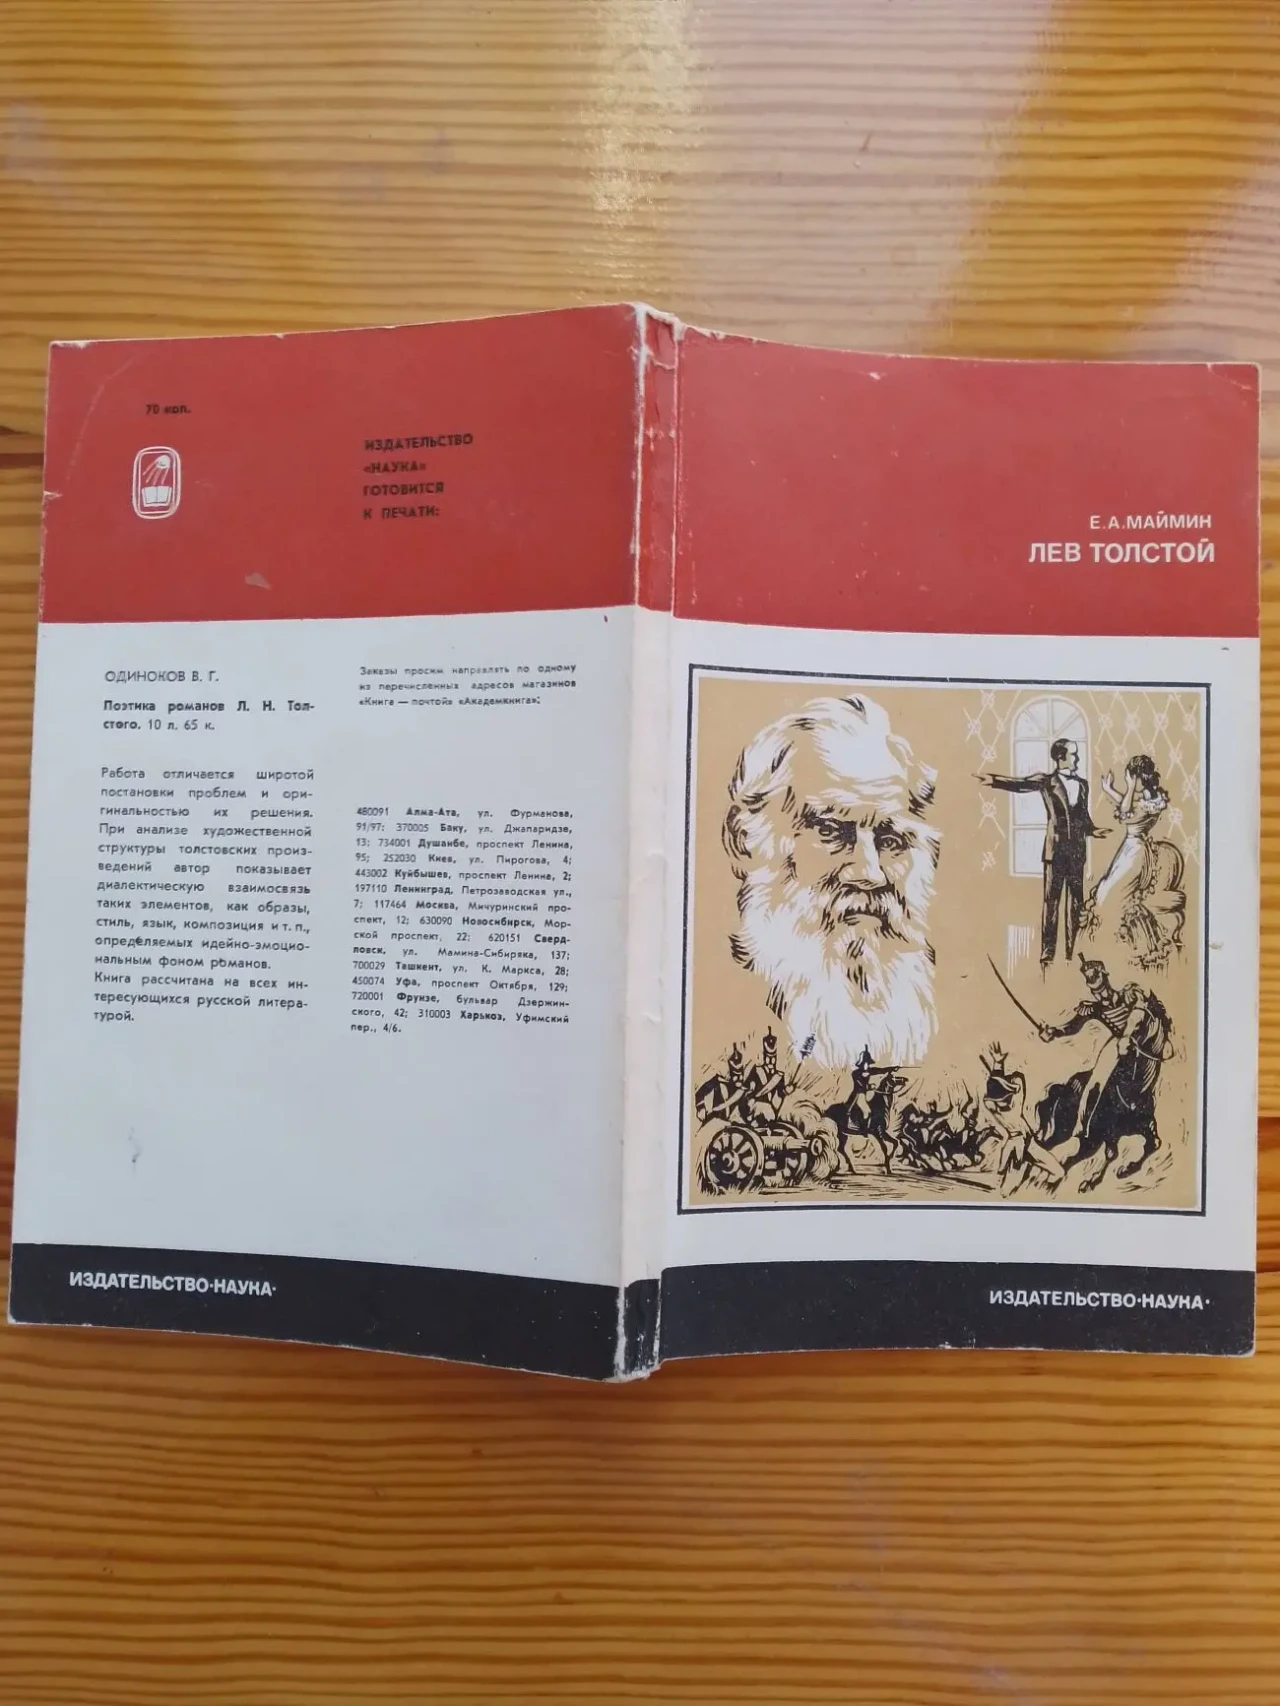 70 коп.
ИЗДАТЕЛЬСТВО
«НАУКА»
ГОТОВИТСЯ
К ПЕЧАТИ:
ОДИНОКОВ В. Г.
Поэтика романов Л. Н. Тол-
стого. 10 л. 65 к.
Работа отличается широтой
постановки проблем и ори-
гинальностью их решения.
При анализе художественной
структуры толстовских произ-
ведений автор показывает
диалектическую взаимосвязь
таких элементов, как образы,
стиль, язык, композиция и т. п.,
определяемых идейно-эмоцио-
нальным фоном романов.
Книга рассчитана на всех ин-
тересующихся русской литера-
турой.
Заказы просим направлять по одному
из перечисленных адресов магазинов
«Книга — почтой» «Академкнига»:
480091 Алма-Ата, ул. Фурманова,
91/97; 370005 Баку, ул. Джапаридзе,
13; 734001 Душанбе, проспект Ленина,
95; 252030 Киев, ул. Пирогова, 4;
443002 Куйбышев, проспект Ленина, 2;
197110 Ленинград, Петрозаводская ул.,
7; 117464 Москва, Мичуринский про-
спект, 12; 630090 Новосибирск, Мор-
ской проспект, 22; 620151 Сверд-
ловск, ул. Мамина-Сибиряка, 137;
700029 Ташкент, ул. К. Маркса, 28;
450074 Уфа, проспект Октября, 129;
720001 Фрунзе, бульвар Дзержин-
ского, 42; 310003 Харьков, Уфимский
пер., 4/6.
ИЗДАТЕЛЬСТВО·НАУКА·
Е.А.МАЙМИН
ЛЕВ ТОЛСТОЙ
ИЗДАТЕЛЬСТВО·НАУКА·